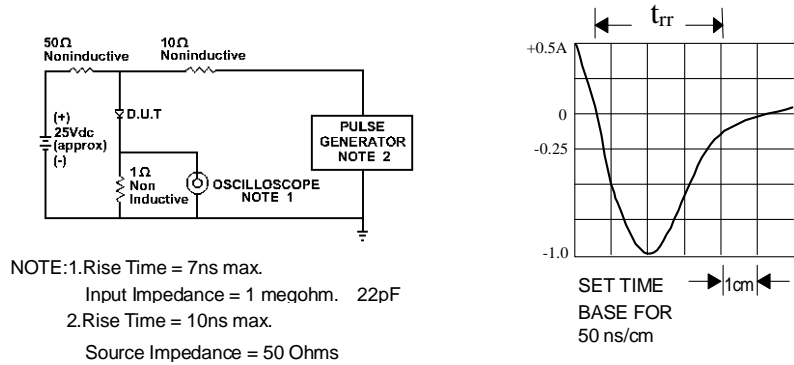 50Ω
Noninductive
10Ω
Noninductive
(+)
25Vdc
(approx)
(-)
D.U.T
1Ω
Non
Inductive
OSCILLOSCOPE
NOTE 1
PULSE
GENERATOR
NOTE 2
NOTE:1.Rise Time = 7ns max.
Input Impedance = 1 megohm. 22pF
2.Rise Time = 10ns max.
Source Impedance = 50 Ohms
trr
+0.5A
0
-0.25
-1.0
SET TIME
BASE FOR
50 ns/cm
1cm